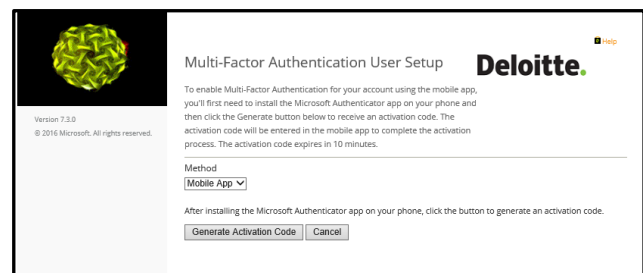 Help
Multi-Factor Authentication User Setup
Deloitte.
To enable Multi-Factor Authentication for your account using the mobile app,
you'll first need to install the Microsoft Authenticator app on your phone and
then click the Generate button below to receive an activation code. The
activation code will be entered in the mobile app to complete the activation
process. The activation code expires in 10 minutes.
Version 7.3.0
© 2016 Microsoft. All rights reserved.
Method
Mobile App
After installing the Microsoft Authenticator app on your phone, click the button to generate an activation code.
Generate Activation Code Cancel